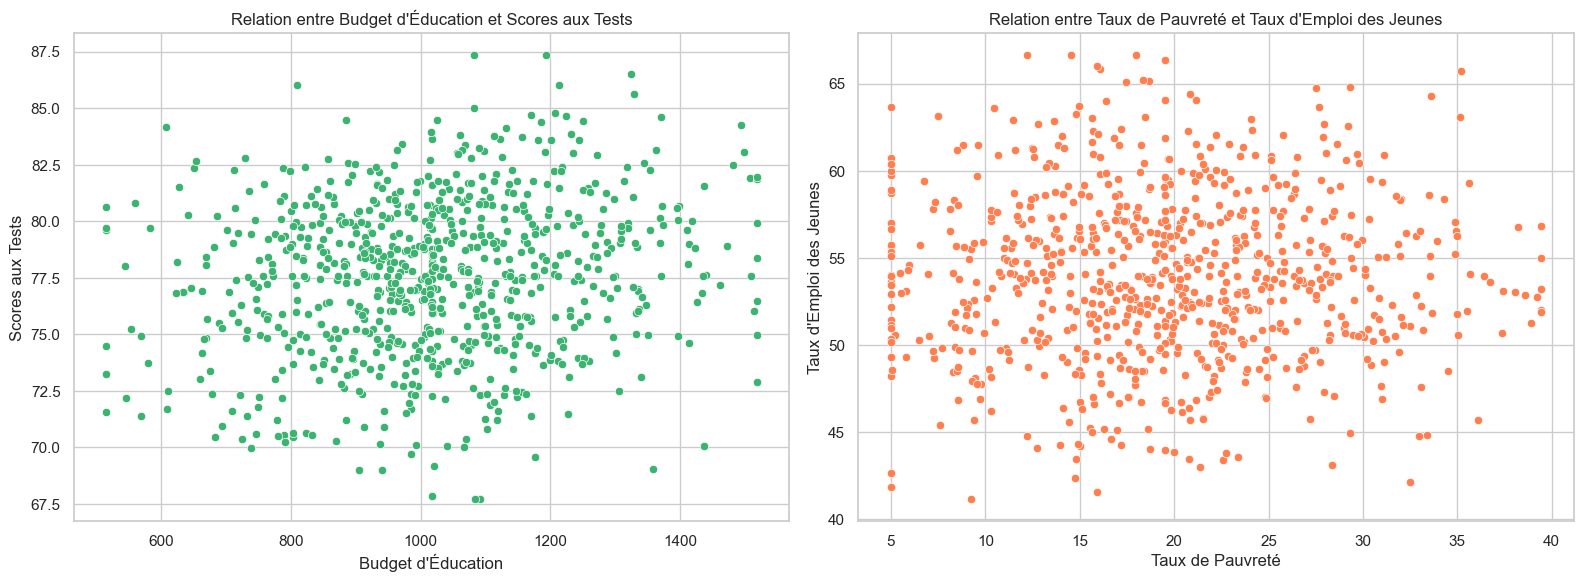 Relation entre Budget d'Éducation et Scores aux Tests
87.5
85.0
82.5
80.0
77.5
75.0
72.5
70.0
67.5
Scores aux Tests
600 800 1000 1200 1400
Budget d'Éducation
Relation entre Taux de Pauvreté et Taux d'Emploi des Jeunes
65
60
55
50
45
40
Taux d'Emploi des Jeunes
5 10 15 20 25 30 35 40
Taux de Pauvreté